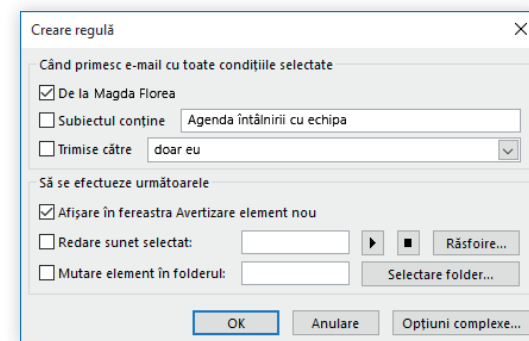 Creare regulă
Când primesc e-mail cu toate condițiile selectate
De la Magda Florea
Subiectul conține Agenda întâlnirii cu echipa
Trimise către doar eu
Să se efectueze următoarele
Afișare în fereastra Avertizare element nou
Redare sunet selectat: Răsfoire...
Mutare element în folderul: Selectare folder...
OK Anulare Opțiuni complexe...